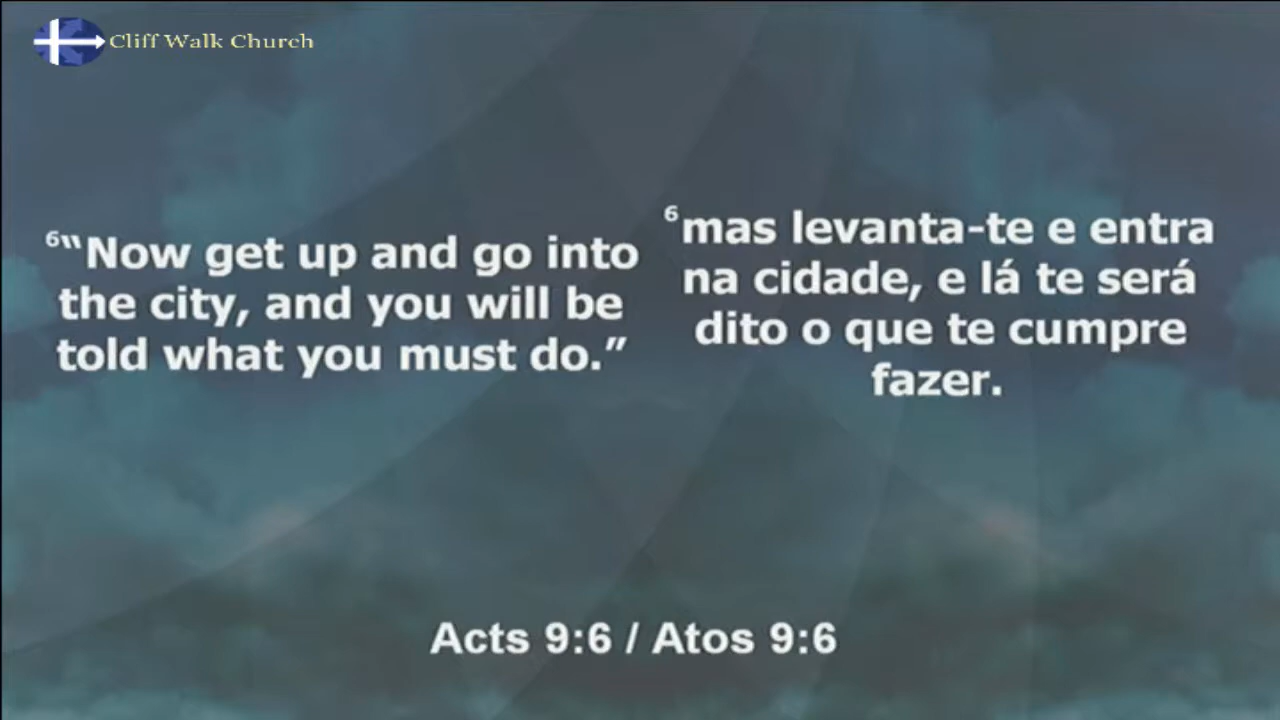 Cliff Walk Church
⁶“Now get up and go into
the city, and you will be
told what you must do.”
⁶mas levanta-te e entra
na cidade, e lá te será
dito o que te cumpre
fazer.
Acts 9:6 / Atos 9:6